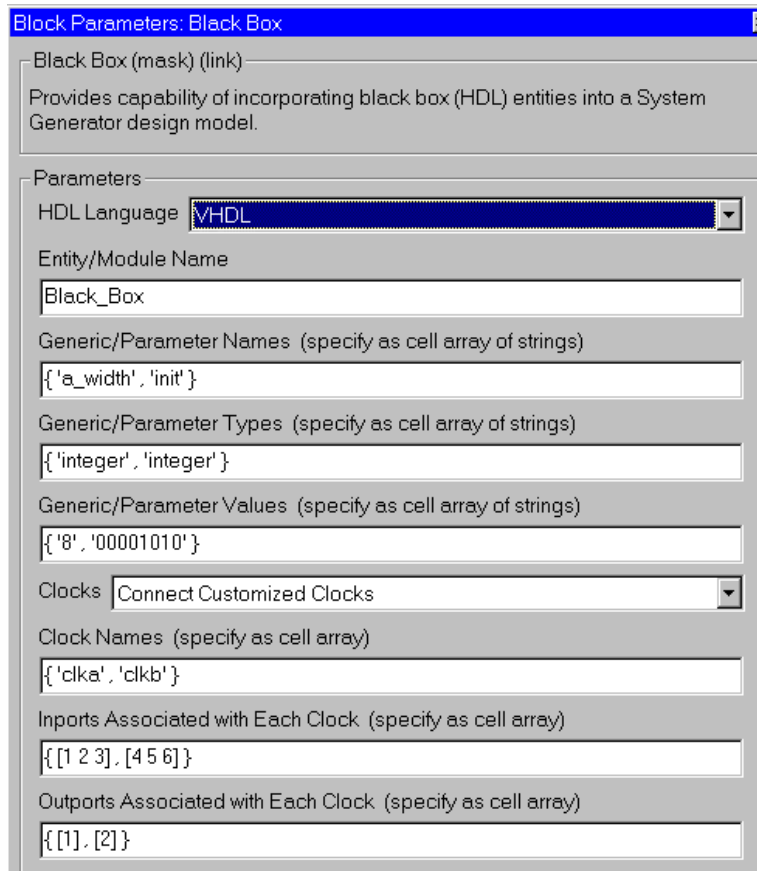 Block Parameters: Black Box
Black Box (mask) (link)
Provides capability of incorporating black box (HDL) entities into a System
Generator design model.
Parameters
HDL Language VHDL
Entity/Module Name
Black_Box
Generic/Parameter Names (specify as cell array of strings)
{ 'a_width' , 'init' }
Generic/Parameter Types (specify as cell array of strings)
{ 'integer' , 'integer' }
Generic/Parameter Values (specify as cell array of strings)
{ '8' , '00001010' }
Clocks Connect Customized Clocks
Clock Names (specify as cell array)
{ 'clka' , 'clkb' }
Inports Associated with Each Clock (specify as cell array)
{ [1 2 3] , [4 5 6] }
Outports Associated with Each Clock (specify as cell array)
{ [1] , [2] }